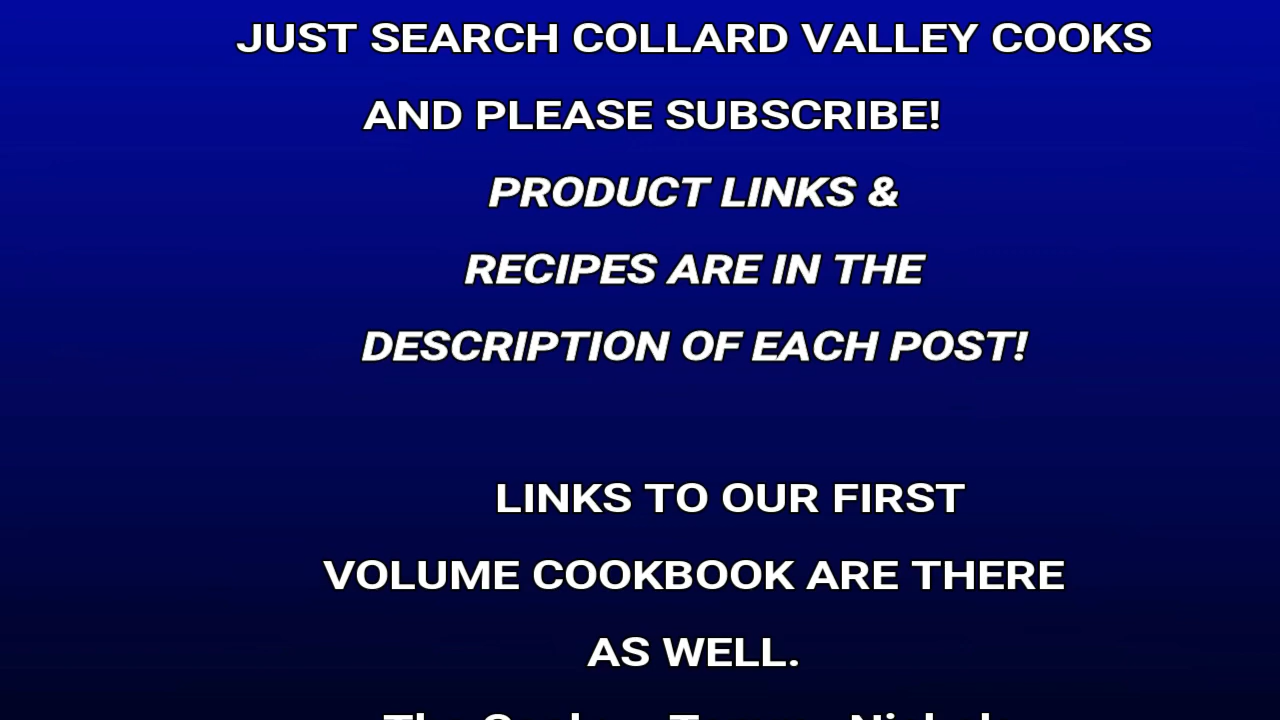 JUST SEARCH COLLARD VALLEY COOKS
AND PLEASE SUBSCRIBE!
PRODUCT LINKS &
RECIPES ARE IN THE
DESCRIPTION OF EACH POST!
LINKS TO OUR FIRST
VOLUME COOKBOOK ARE THERE
AS WELL.